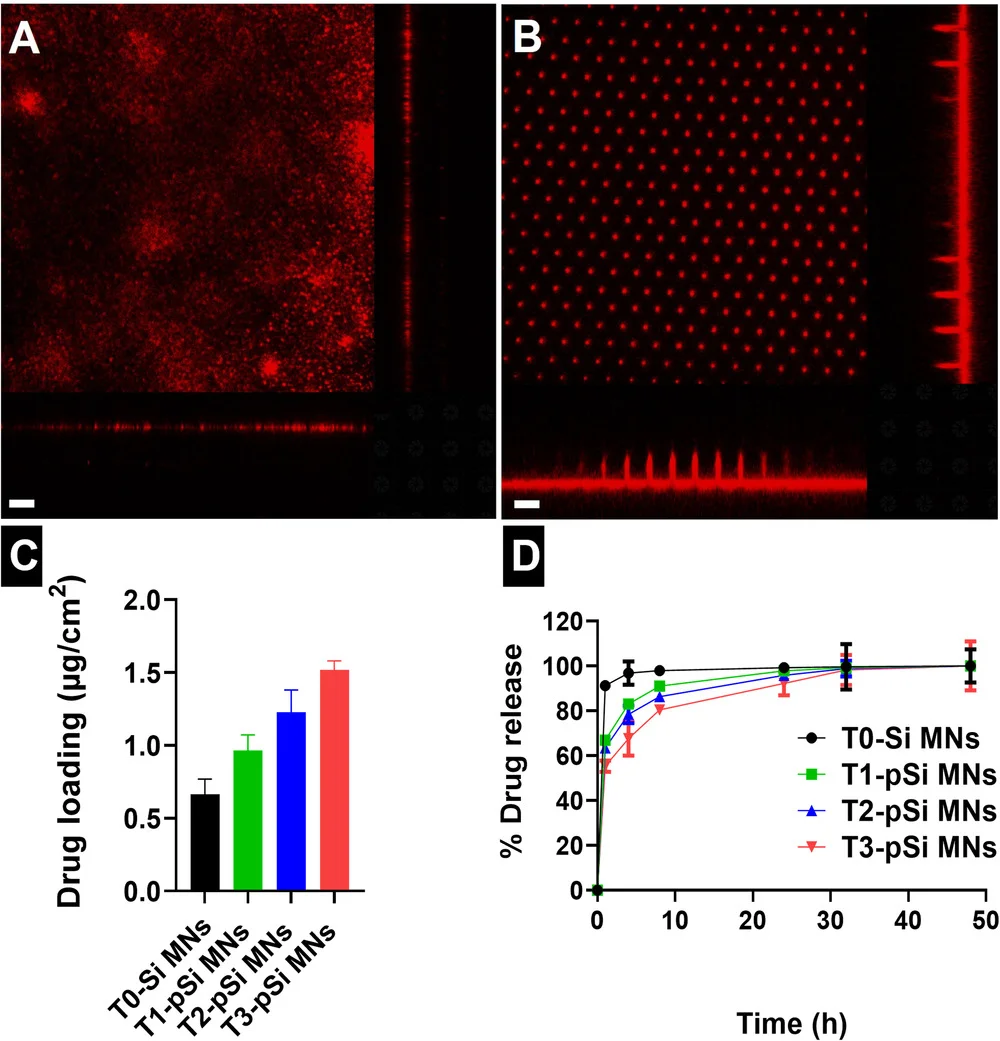 A
B
C
Drug loading (µg/cm²)
2.0
1.5
1.0
0.5
0.0
T0-Si MNs
T1-pSi MNs
T2-pSi MNs
T3-pSi MNs
D
% Drug release
120
100
80
60
40
20
0
T0-Si MNs
T1-pSi MNs
T2-pSi MNs
T3-pSi MNs
0 10 20 30 40 50
Time (h)